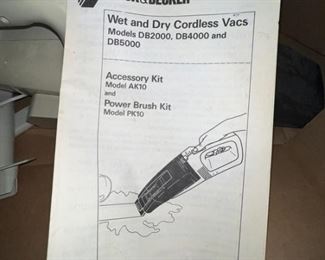 &DECKER
Wet and Dry Cordless Vacs
Models DB2000, DB4000 and
DB5000
Accessory Kit
Model AK10
and
Power Brush Kit
Model PK10